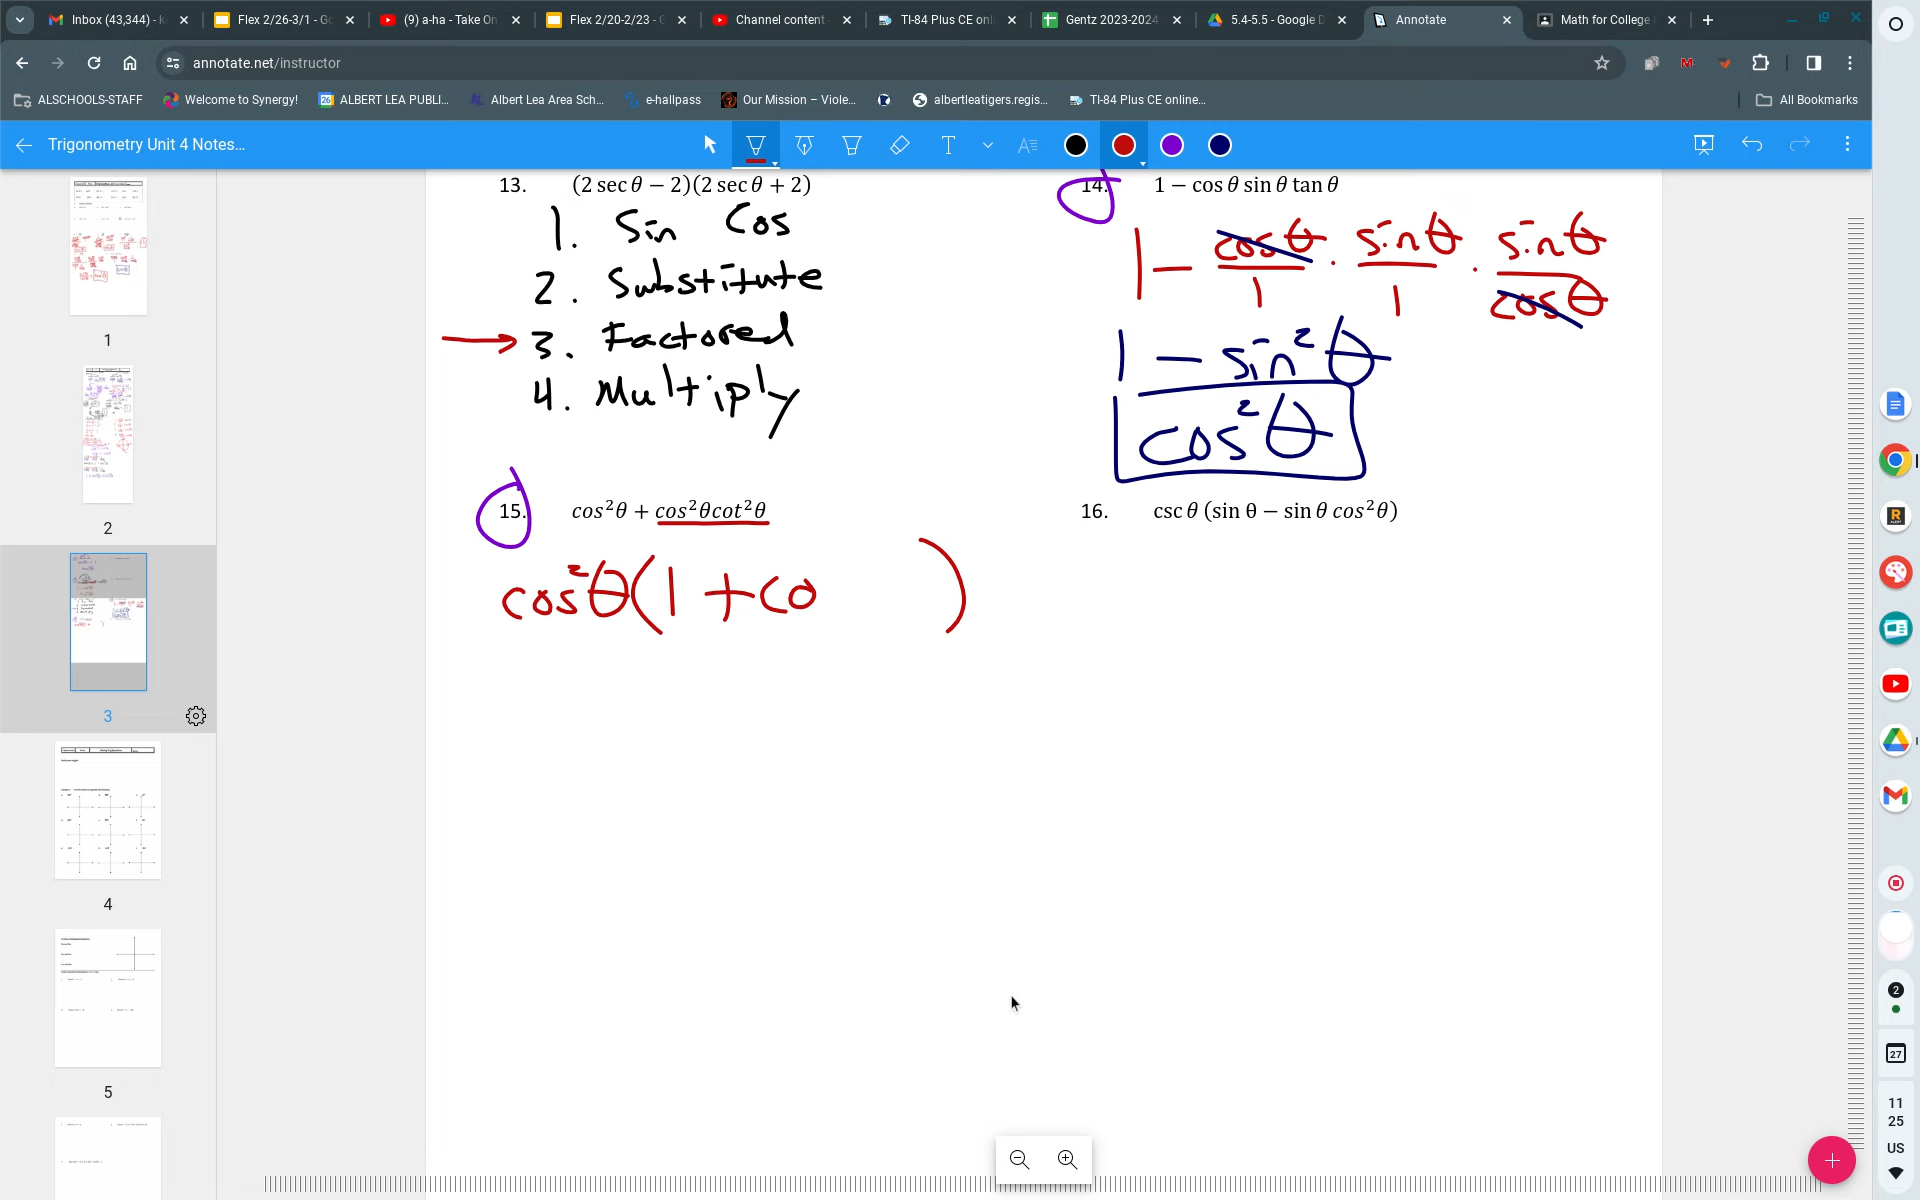 Inbox (43,344) - k
Flex 2/26-3/1 - Go
(9) a-ha - Take On
Flex 2/20-2/23 - G
Channel content
TI-84 Plus CE onl
Gentz 2023-2024
5.4-5.5 - Google D
Annotate
Math for College
annotate.net/instructor
ALSCHOOLS-STAFF
Welcome to Synergy!
ALBERT LEA PUBLI...
Albert Lea Area Sch...
e-hallpass
Our Mission – Viole...
albertleatigers.regis...
TI-84 Plus CE online...
All Bookmarks
Trigonometry Unit 4 Notes...
1
2
3
4
5
13. (2 sec θ − 2)(2 sec θ + 2)
1. Sin Cos
2. Substitute
3. Factored
4. Multiply
14. 1 − cos θ sin θ tan θ
1 − cosθ/1 · sinθ/1 · sinθ/cosθ
1 − sin²θ
cos²θ
15. cos²θ + cos²θcot²θ
cos²θ(1 + co )
16. csc θ (sin θ − sin θ cos²θ)
2
27
11
25
US